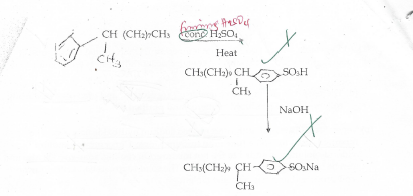 fuming H2SO4
CH (CH2)7CH3 conc H2SO4
CH3
Heat
CH3(CH2)9 CH SO3H
CH3
NaOH
CH3(CH2)9 CH SO3Na
CH3